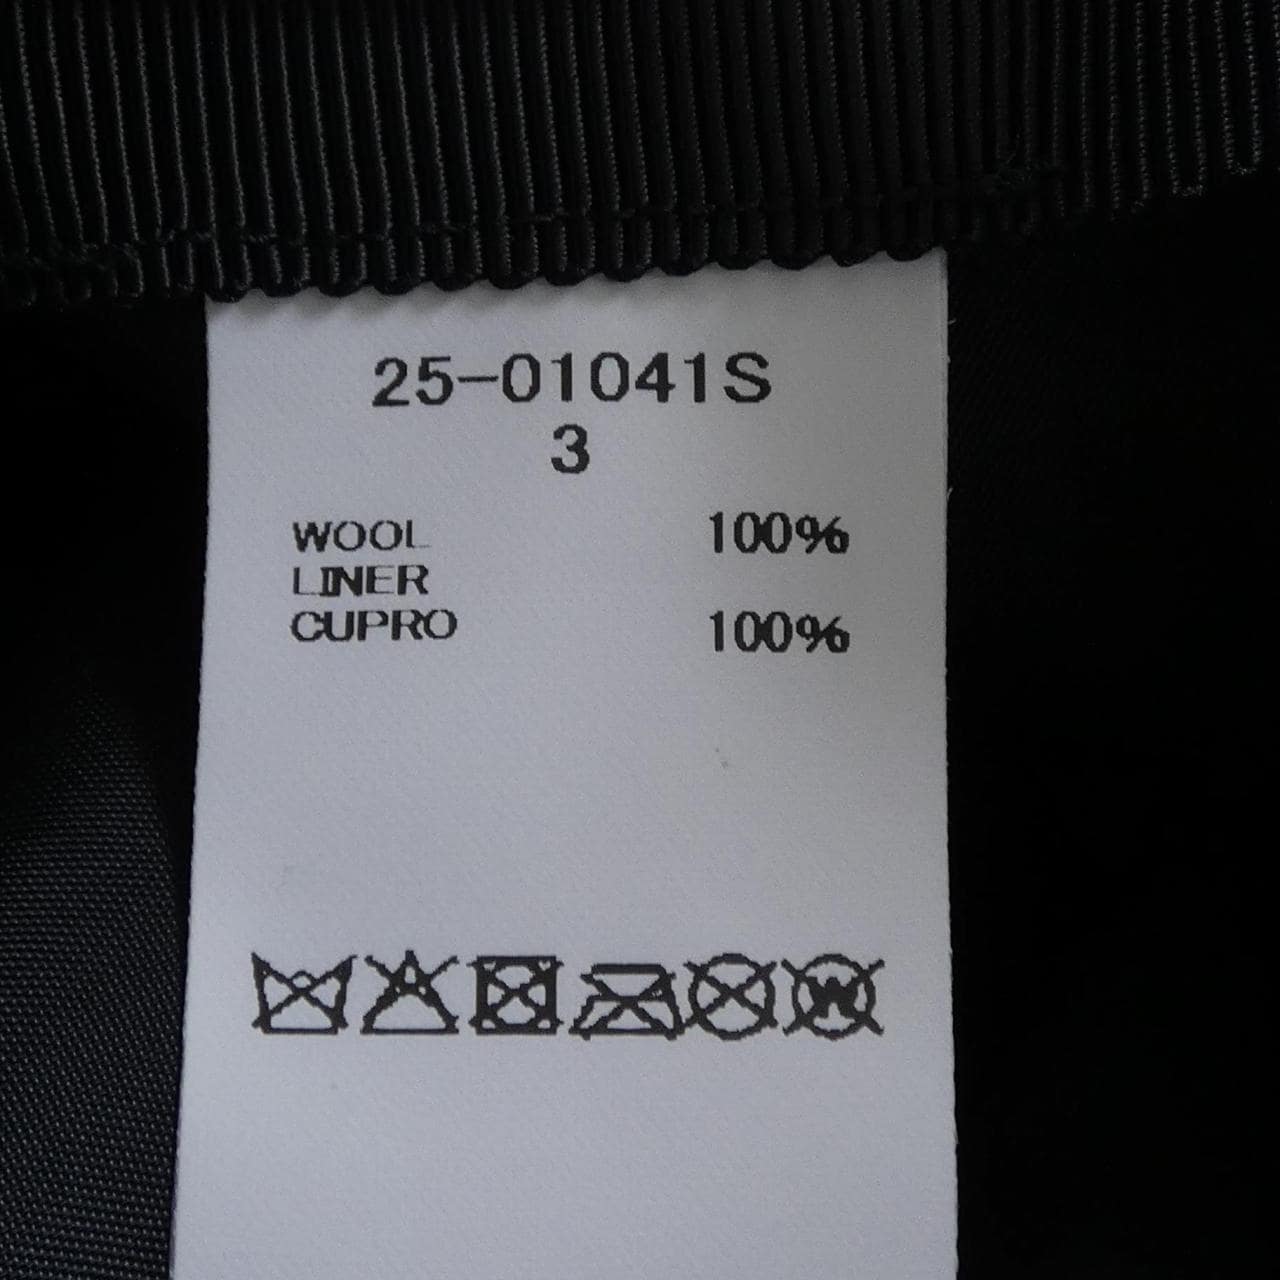 25-01041S
3
WOOL 100%
LINER
CUPRO 100%
W